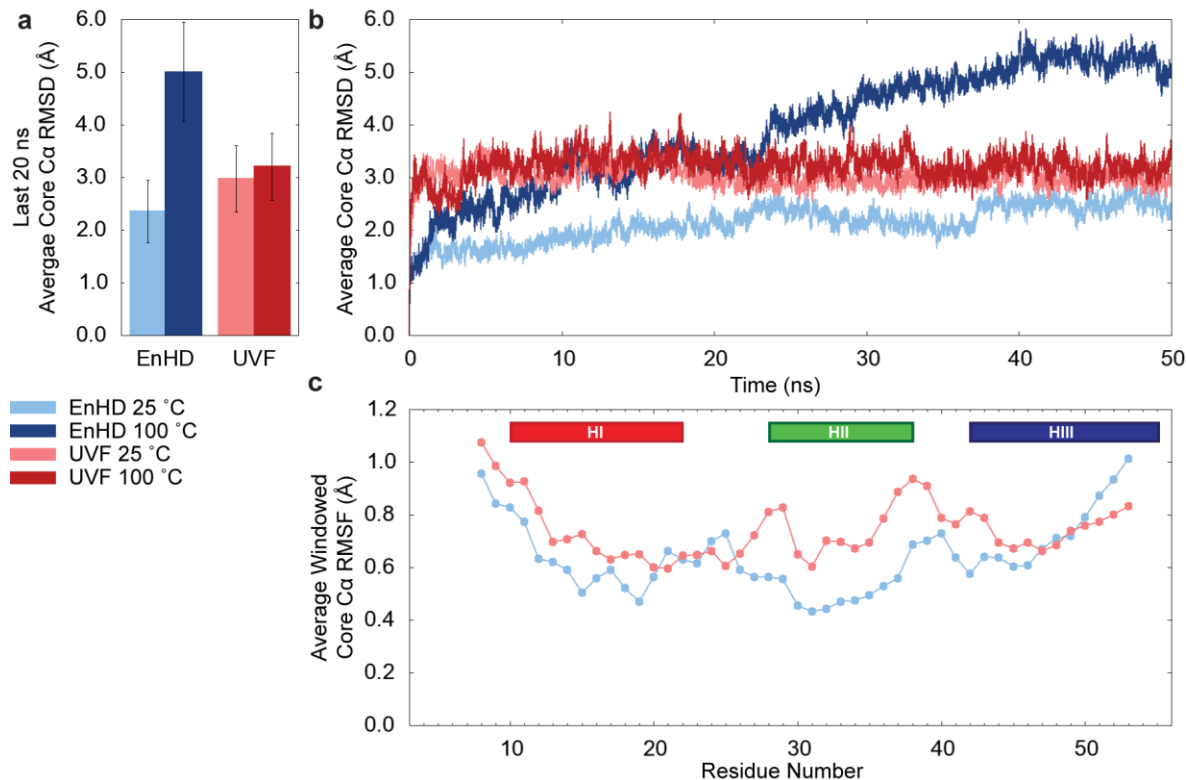 a
Last 20 ns
Avergae Core Cα RMSD (Å)
6.0
5.0
4.0
3.0
2.0
1.0
0.0
EnHD UVF
b
Average Core Cα RMSD (Å)
6.0
5.0
4.0
3.0
2.0
1.0
0.0
0 10 20 30 40 50
Time (ns)
EnHD 25 ˚C
EnHD 100 ˚C
UVF 25 ˚C
UVF 100 ˚C
c
Average Windowed
Core Cα RMSF (Å)
1.2
1.0
0.8
0.6
0.4
0.2
0.0
HI HII HIII
10 20 30 40 50
Residue Number